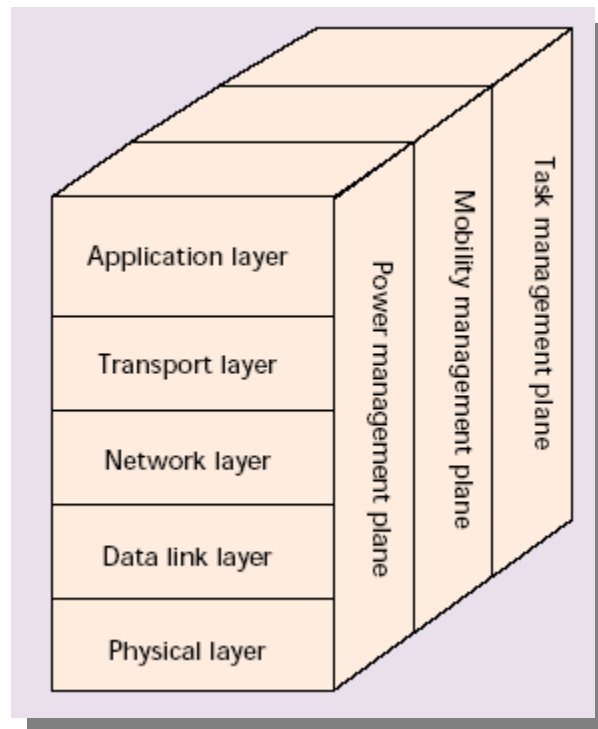 Application layer
Transport layer
Network layer
Data link layer
Physical layer
Power management plane
Mobility management plane
Task management plane